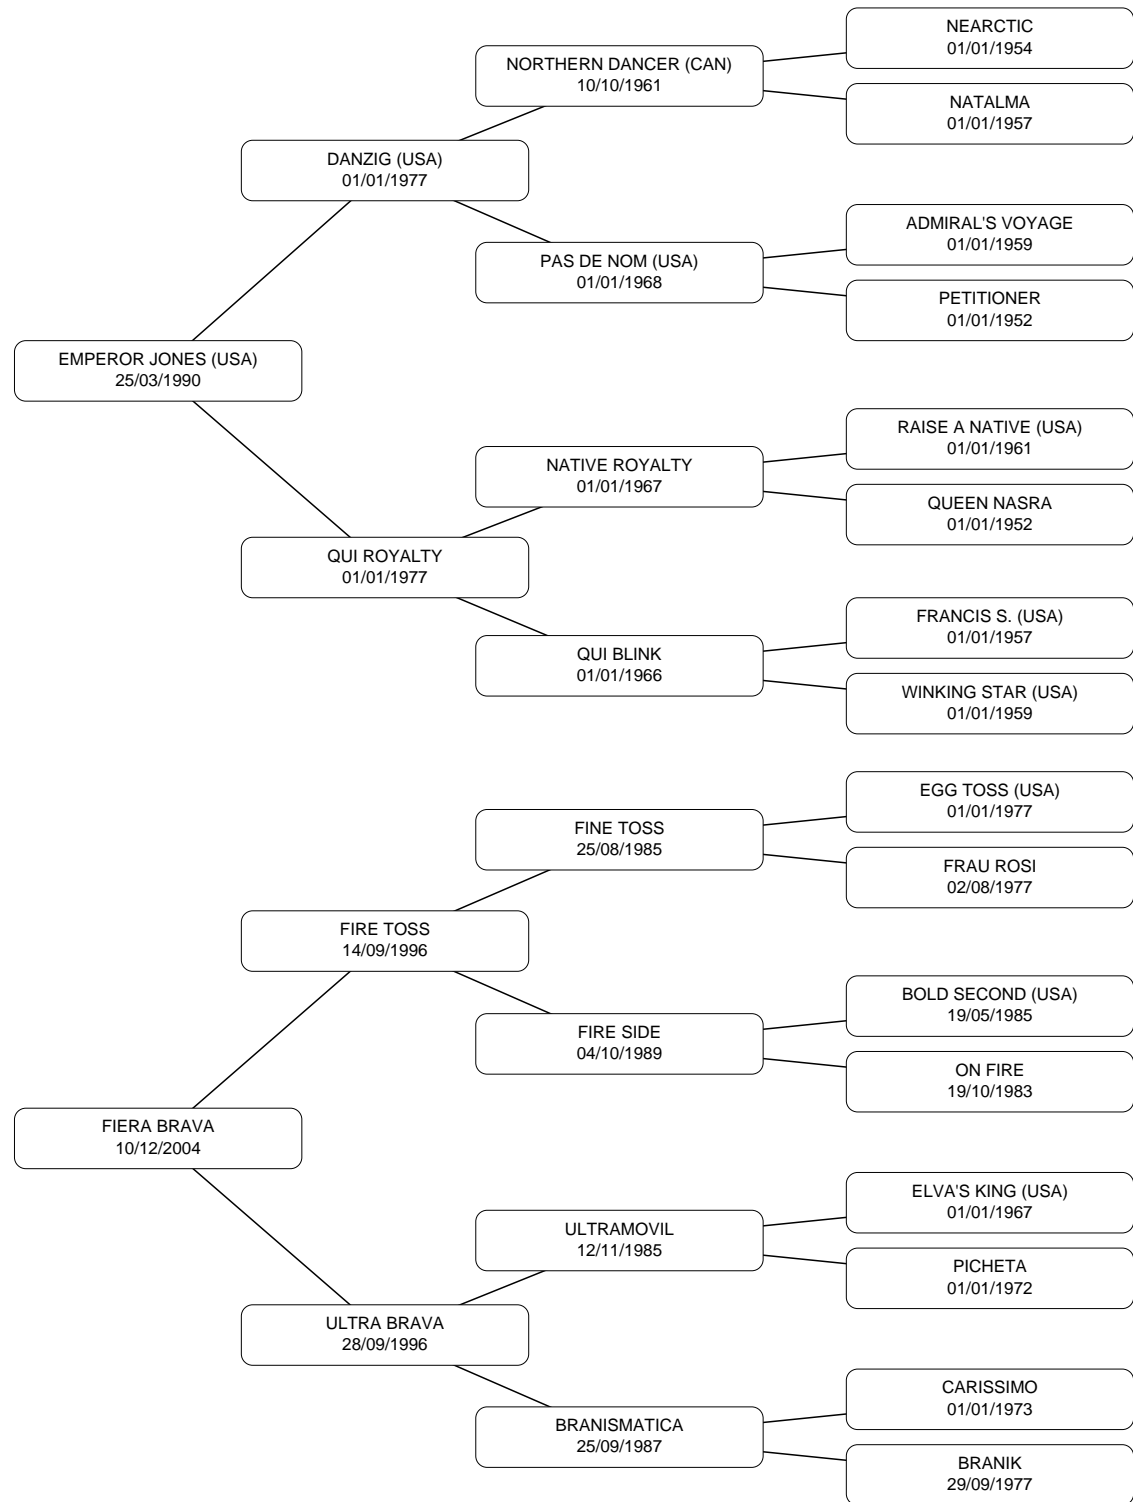 NEARCTIC
01/01/1954
NORTHERN DANCER (CAN)
10/10/1961
NATALMA
01/01/1957
DANZIG (USA)
01/01/1977
ADMIRAL'S VOYAGE
01/01/1959
PAS DE NOM (USA)
01/01/1968
PETITIONER
01/01/1952
EMPEROR JONES (USA)
25/03/1990
RAISE A NATIVE (USA)
01/01/1961
NATIVE ROYALTY
01/01/1967
QUEEN NASRA
01/01/1952
QUI ROYALTY
01/01/1977
FRANCIS S. (USA)
01/01/1957
QUI BLINK
01/01/1966
WINKING STAR (USA)
01/01/1959
EGG TOSS (USA)
01/01/1977
FINE TOSS
25/08/1985
FRAU ROSI
02/08/1977
FIRE TOSS
14/09/1996
BOLD SECOND (USA)
19/05/1985
FIRE SIDE
04/10/1989
ON FIRE
19/10/1983
FIERA BRAVA
10/12/2004
ELVA'S KING (USA)
01/01/1967
ULTRAMOVIL
12/11/1985
PICHETA
01/01/1972
ULTRA BRAVA
28/09/1996
CARISSIMO
01/01/1973
BRANISMATICA
25/09/1987
BRANIK
29/09/1977